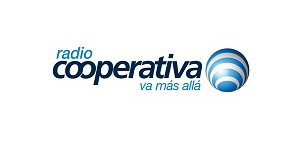 radio
cooperativa
va más allá